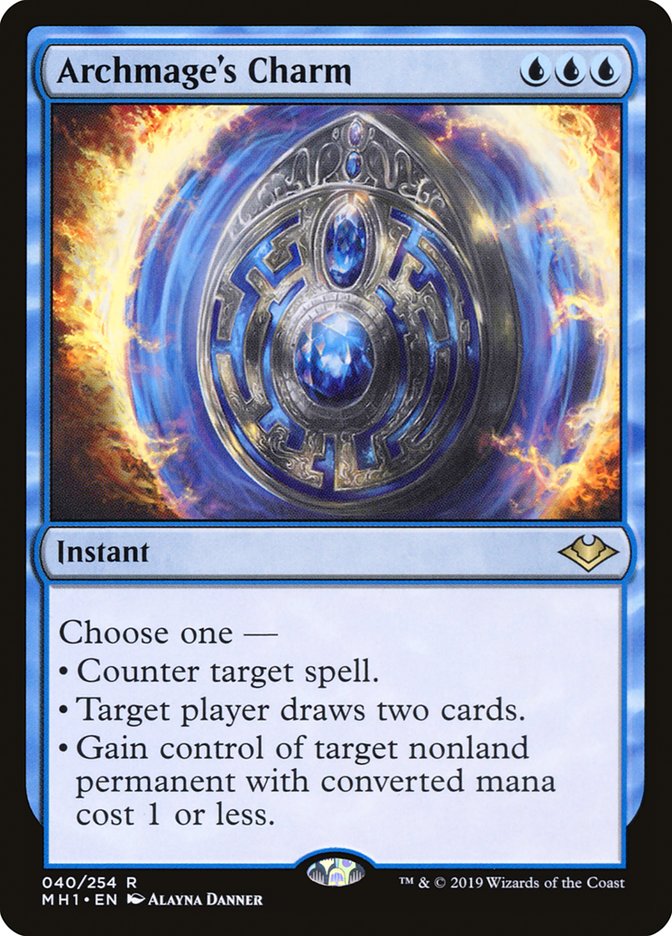 Archmage's Charm
Instant
Choose one —
• Counter target spell.
• Target player draws two cards.
• Gain control of target nonland
permanent with converted mana
cost 1 or less.
040/254 R
MH1 • EN Alayna Danner
™ & © 2019 Wizards of the Coast